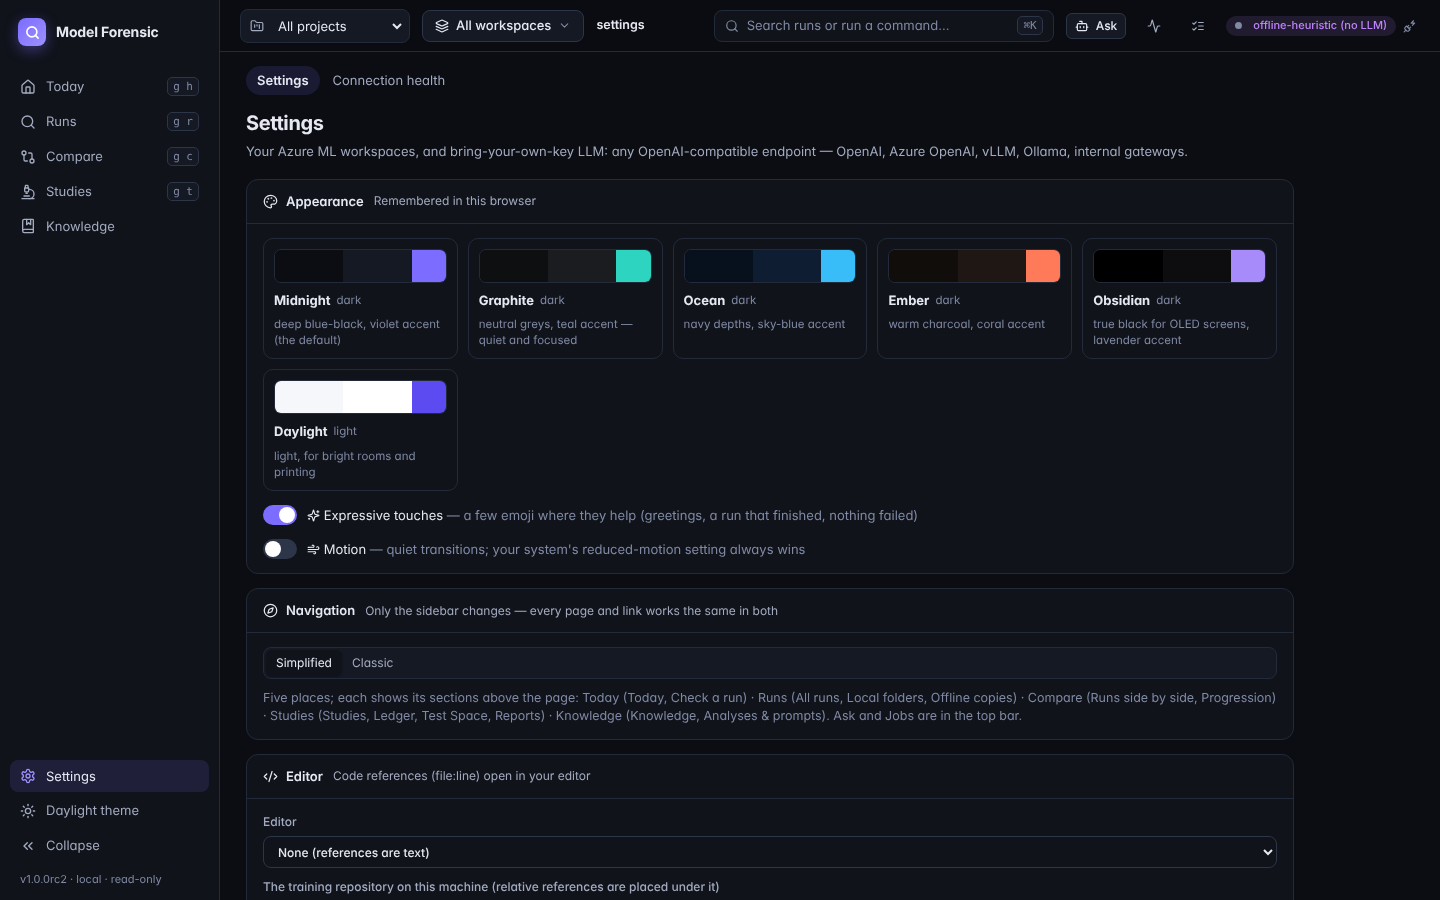 Model Forensic
Today g h
Runs g r
Compare g c
Studies g t
Knowledge
Settings
Daylight theme
Collapse
v1.0.0rc2 · local · read-only
All projects
All workspaces
settings
Search runs or run a command... ⌘K
Ask
offline-heuristic (no LLM)
Settings Connection health
Settings
Your Azure ML workspaces, and bring-your-own-key LLM: any OpenAI-compatible endpoint — OpenAI, Azure OpenAI, vLLM, Ollama, internal gateways.
Appearance Remembered in this browser
Midnight dark
deep blue-black, violet accent
(the default)
Graphite dark
neutral greys, teal accent —
quiet and focused
Ocean dark
navy depths, sky-blue accent
Ember dark
warm charcoal, coral accent
Obsidian dark
true black for OLED screens,
lavender accent
Daylight light
light, for bright rooms and
printing
Expressive touches — a few emoji where they help (greetings, a run that finished, nothing failed)
Motion — quiet transitions; your system's reduced-motion setting always wins
Navigation Only the sidebar changes — every page and link works the same in both
Simplified Classic
Five places; each shows its sections above the page: Today (Today, Check a run) · Runs (All runs, Local folders, Offline copies) · Compare (Runs side by side, Progression)
· Studies (Studies, Ledger, Test Space, Reports) · Knowledge (Knowledge, Analyses & prompts). Ask and Jobs are in the top bar.
Editor Code references (file:line) open in your editor
Editor
None (references are text)
The training repository on this machine (relative references are placed under it)